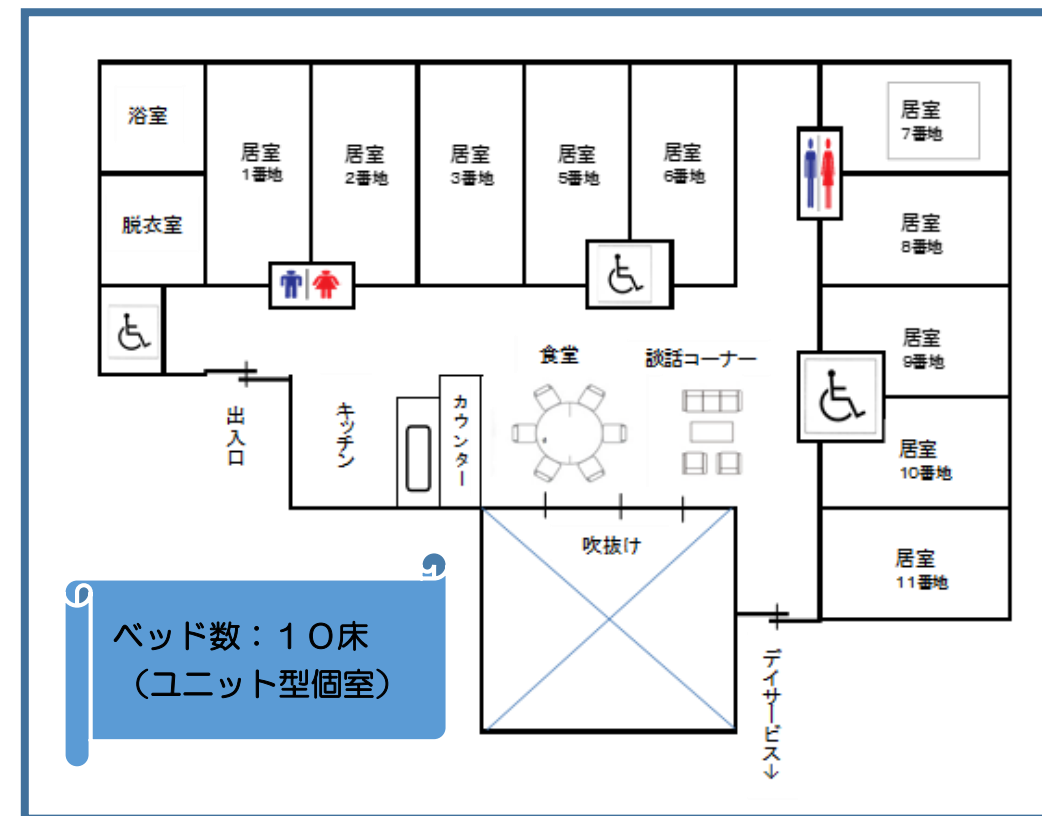 浴室
脱衣室
居室
1番地
居室
2番地
居室
3番地
居室
5番地
居室
6番地
居室
7番地
居室
8番地
居室
9番地
居室
10番地
居室
11番地
食堂
談話コーナー
出入口
キッチン
カウンター
吹抜け
デイサービス↓
ベッド数：１０床
（ユニット型個室）